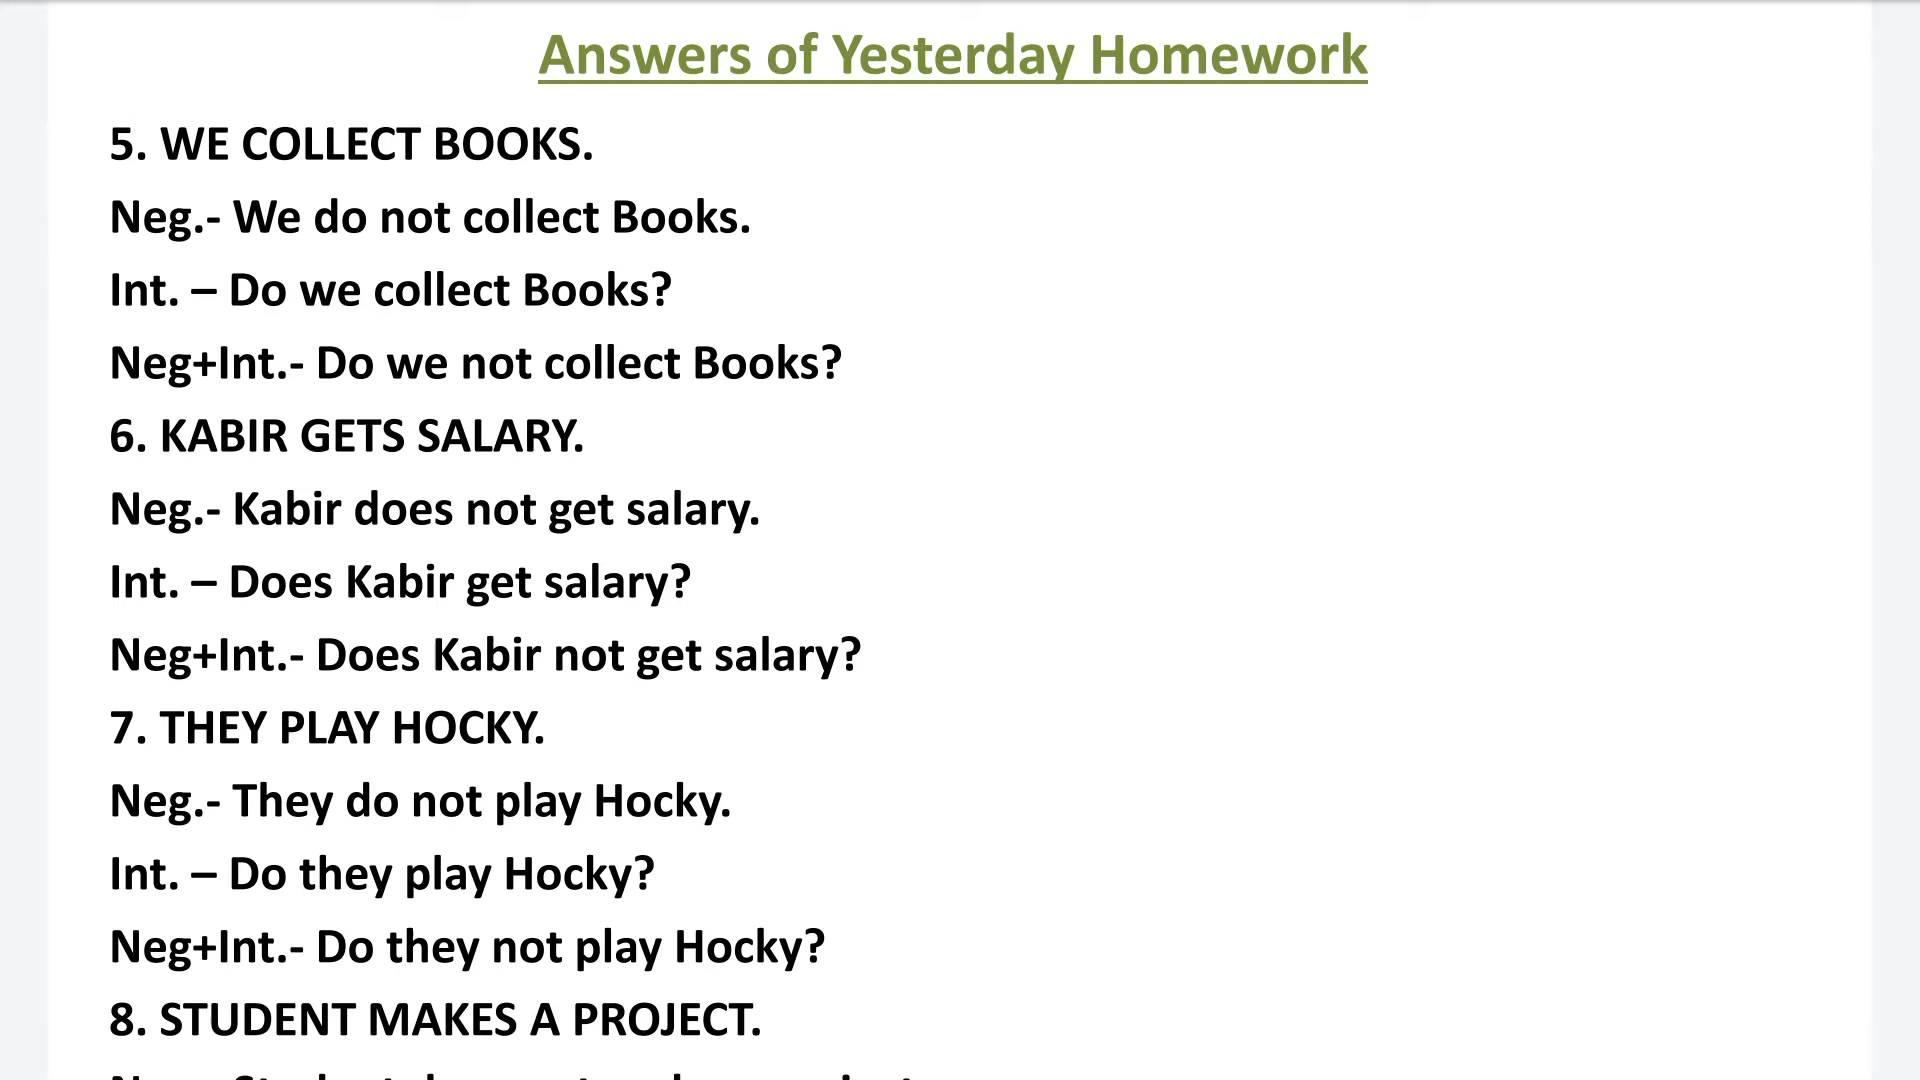 Answers of Yesterday Homework
5. WE COLLECT BOOKS.
Neg.- We do not collect Books.
Int. – Do we collect Books?
Neg+Int.- Do we not collect Books?
6. KABIR GETS SALARY.
Neg.- Kabir does not get salary.
Int. – Does Kabir get salary?
Neg+Int.- Does Kabir not get salary?
7. THEY PLAY HOCKY.
Neg.- They do not play Hocky.
Int. – Do they play Hocky?
Neg+Int.- Do they not play Hocky?
8. STUDENT MAKES A PROJECT.